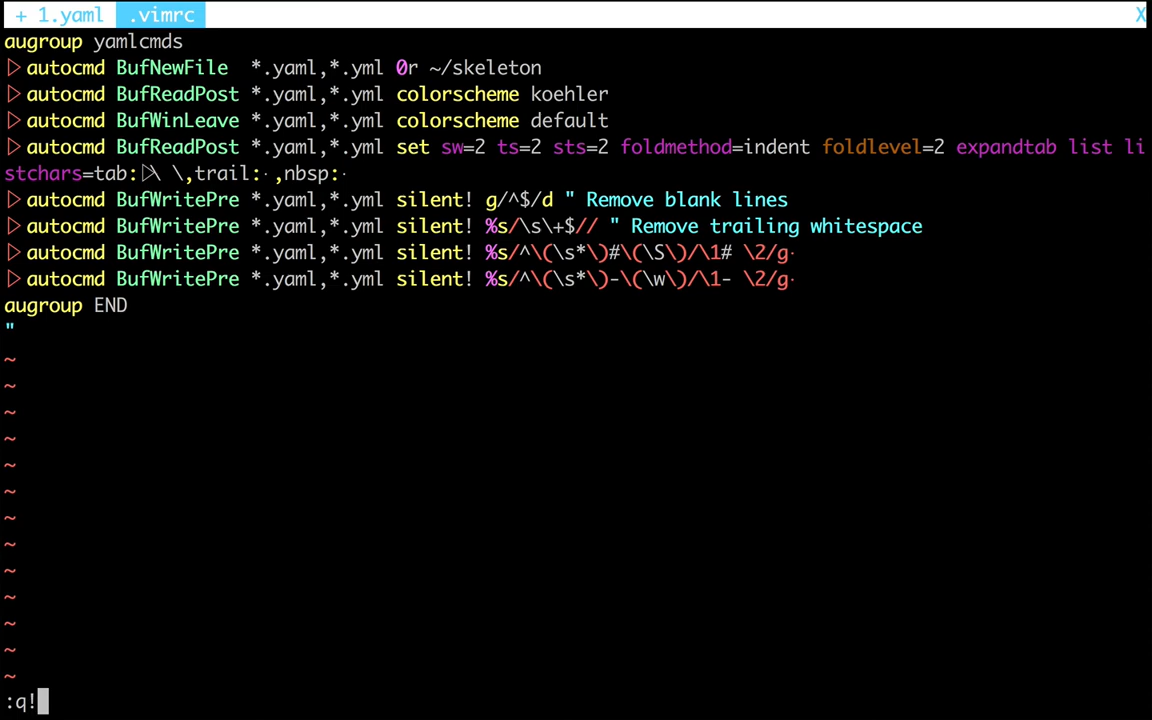 + 1.yaml .vimrc X
augroup yamlcmds
▷ autocmd BufNewFile  *.yaml,*.yml 0r ~/skeleton
▷ autocmd BufReadPost *.yaml,*.yml colorscheme koehler
▷ autocmd BufWinLeave *.yaml,*.yml colorscheme default
▷ autocmd BufReadPost *.yaml,*.yml set sw=2 ts=2 sts=2 foldmethod=indent foldlevel=2 expandtab list li
stchars=tab:▷\ \,trail:·,nbsp:·
▷ autocmd BufWritePre *.yaml,*.yml silent! g/^$/d " Remove blank lines
▷ autocmd BufWritePre *.yaml,*.yml silent! %s/\s\+$// " Remove trailing whitespace
▷ autocmd BufWritePre *.yaml,*.yml silent! %s/^\(\s*\)#\(\S\)/\1# \2/g·
▷ autocmd BufWritePre *.yaml,*.yml silent! %s/^\(\s*\)-\(\w\)/\1- \2/g·
augroup END
"
~
~
~
~
~
~
~
~
~
~
~
~
~
:q!